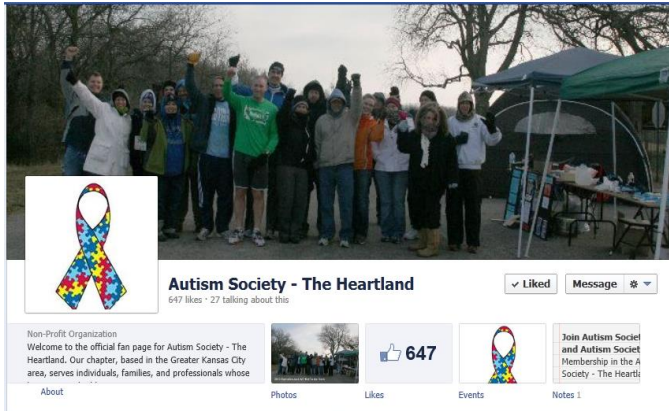 Autism Society - The Heartland
647 likes · 27 talking about this
✓ Liked
Message
Non-Profit Organization
Welcome to the official fan page for Autism Society - The
Heartland. Our chapter, based in the Greater Kansas City
area, serves individuals, families, and professionals whose
About
Photos
647
Likes
Events
Join Autism Societ
and Autism Societ
Membership in the A
Society - The Heartla
Notes 1